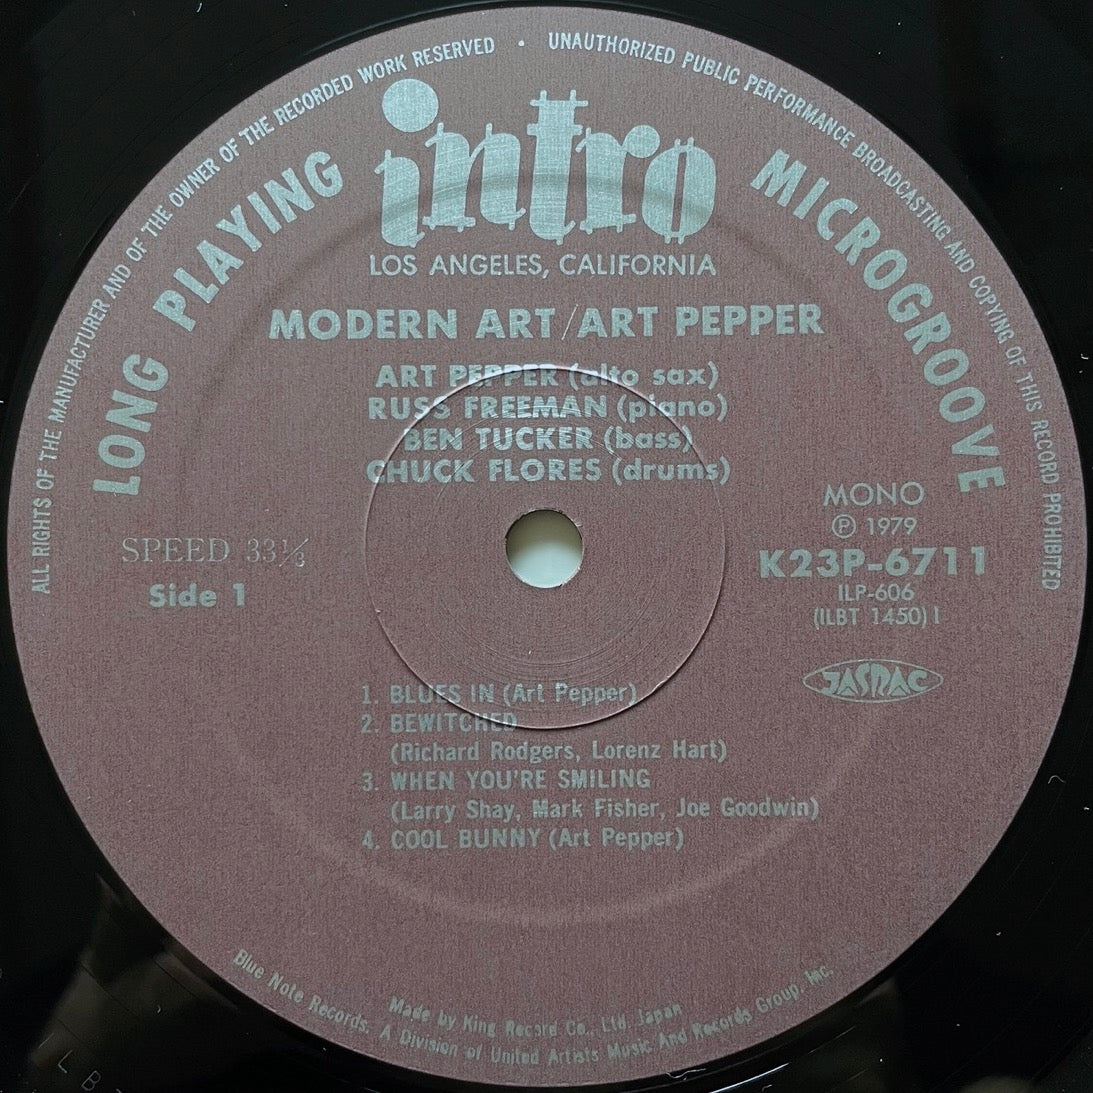 ALL RIGHTS OF THE MANUFACTURER AND OF THE OWNER OF THE RECORDED WORK RESERVED • UNAUTHORIZED PUBLIC PERFORMANCE BROADCASTING AND COPYING OF THIS RECORD PROHIBITED
LONG PLAYING
MICROGROOVE
intro
LOS ANGELES, CALIFORNIA
MODERN ART/ART PEPPER
ART PEPPER (alto sax)
RUSS FREEMAN (piano)
BEN TUCKER (bass)
CHUCK FLORES (drums)
MONO
Ⓟ 1979
K23P-6711
ILP-606
(ILBT 1450) I
SPEED 33⅓
Side 1
JASRAC
1. BLUES IN (Art Pepper)
2. BEWITCHED
(Richard Rodgers, Lorenz Hart)
3. WHEN YOU'RE SMILING
(Larry Shay, Mark Fisher, Joe Goodwin)
4. COOL BUNNY (Art Pepper)
Made by King Record Co., Ltd. Japan
Blue Note Records. A Division of United Artists Music And Records Group, Inc.